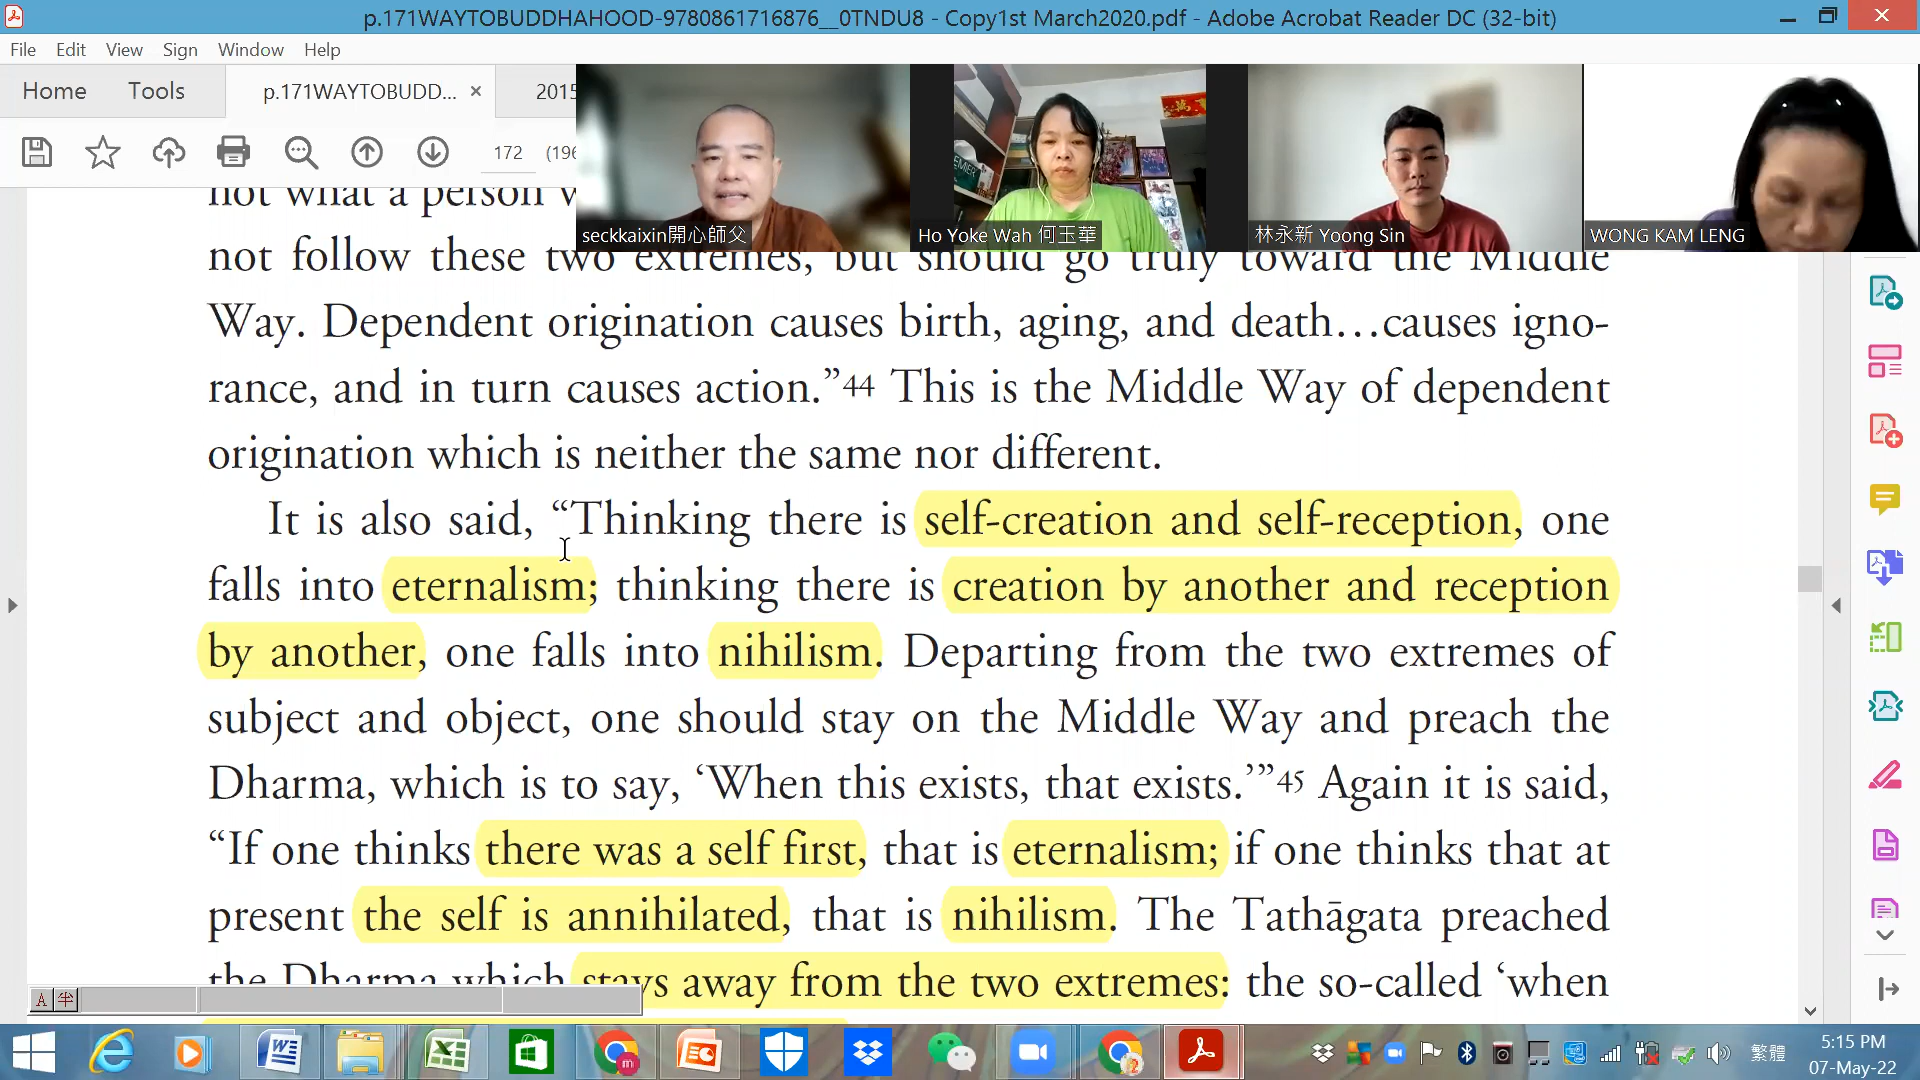 p.171WAYTOBUDDHAHOOD-9780861716876__0TNDU8 - Copy1st March2020.pdf - Adobe Acrobat Reader DC (32-bit)
File Edit View Sign Window Help
Home Tools p.171WAYTOBUDD... × 2015
172 (196
seckkaixin開心師父
Ho Yoke Wah 何玉華
林永新 Yoong Sin
WONG KAM LENG
not what a person
not follow these two extremes, but should go truly toward the Middle
Way. Dependent origination causes birth, aging, and death…causes igno-
rance, and in turn causes action.”44 This is the Middle Way of dependent
origination which is neither the same nor different.
It is also said, “Thinking there is self-creation and self-reception, one
falls into eternalism; thinking there is creation by another and reception
by another, one falls into nihilism. Departing from the two extremes of
subject and object, one should stay on the Middle Way and preach the
Dharma, which is to say, ‘When this exists, that exists.’”45 Again it is said,
“If one thinks there was a self first, that is eternalism; if one thinks that at
present the self is annihilated, that is nihilism. The Tathāgata preached
the Dharma which stays away from the two extremes: the so-called ‘when
繁體
5:15 PM
07-May-22